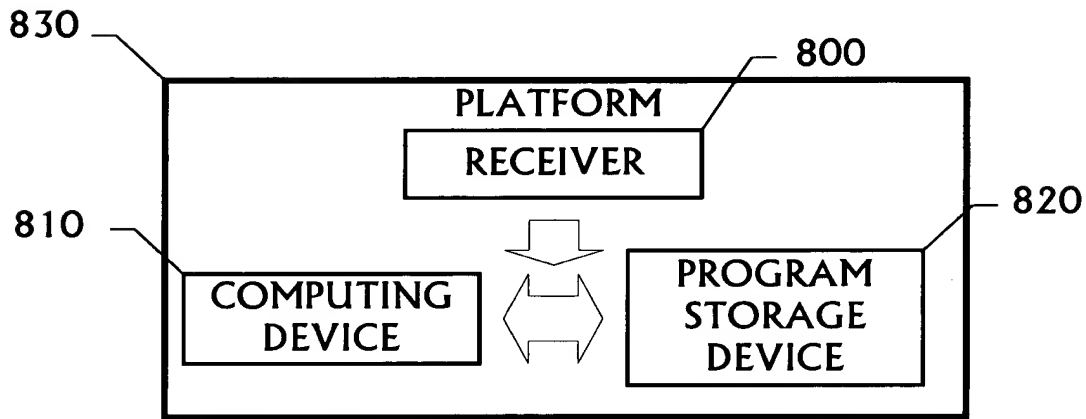 830
800
PLATFORM
RECEIVER
810
820
COMPUTING
DEVICE
PROGRAM
STORAGE
DEVICE